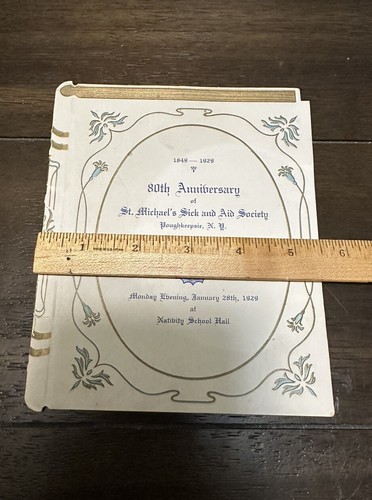 1848 — 1929
80th Anniversary
of
St. Michael's Sick and Aid Society
Poughkeepsie, N. Y.
1 2 3 4 5 6
Monday Evening, January 28th, 1929
at
Nativity School Hall